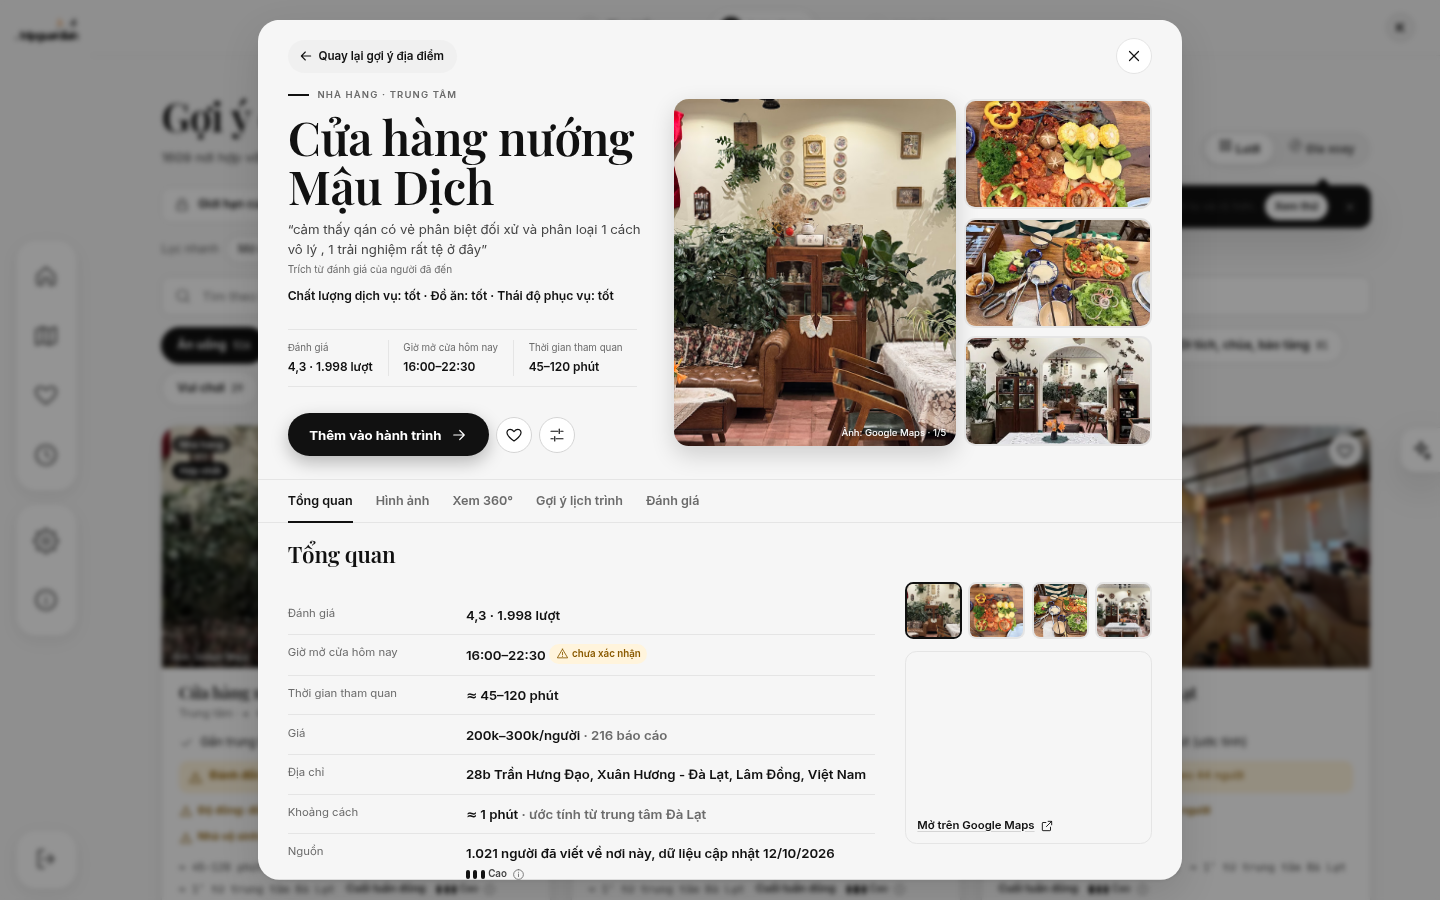 Quay lại gợi ý địa điểm
NHÀ HÀNG · TRUNG TÂM
Cửa hàng nướng
Mậu Dịch
“cảm thấy qán có vẻ phân biệt đối xử và phân loại 1 cách
vô lý , 1 trải nghiệm rất tệ ở đây”
Trích từ đánh giá của người đã đến
Chất lượng dịch vụ: tốt · Đồ ăn: tốt · Thái độ phục vụ: tốt
Đánh giá
4,3 · 1.998 lượt
Giờ mở cửa hôm nay
16:00–22:30
Thời gian tham quan
45–120 phút
Thêm vào hành trình
Ảnh: Google Maps · 1/5
Tổng quan
Hình ảnh
Xem 360°
Gợi ý lịch trình
Đánh giá
Tổng quan
Đánh giá
4,3 · 1.998 lượt
Giờ mở cửa hôm nay
16:00–22:30 chưa xác nhận
Thời gian tham quan
≈ 45–120 phút
Giá
200k–300k/người · 216 báo cáo
Địa chỉ
28b Trần Hưng Đạo, Xuân Hương - Đà Lạt, Lâm Đồng, Việt Nam
Khoảng cách
≈ 1 phút · ước tính từ trung tâm Đà Lạt
Nguồn
1.021 người đã viết về nơi này, dữ liệu cập nhật 12/10/2026
Cao
Mở trên Google Maps
Gợi ý